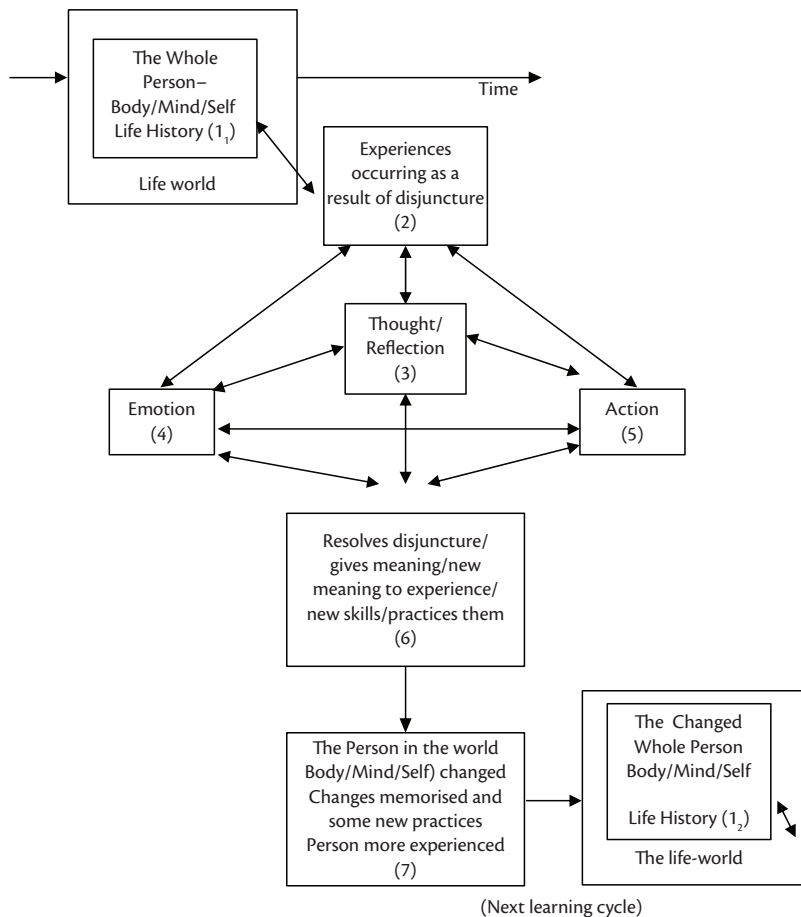 The Whole
Person–
Body/Mind/Self
Life History (1₁)
Life world
Time
Experiences
occurring as a
result of disjuncture
(2)
Thought/
Reflection
(3)
Emotion
(4)
Action
(5)
Resolves disjuncture/
gives meaning/new
meaning to experience/
new skills/practices them
(6)
The Person in the world
Body/Mind/Self) changed
Changes memorised and
some new practices
Person more experienced
(7)
The Changed
Whole Person
Body/Mind/Self
Life History (1₂)
The life-world
(Next learning cycle)